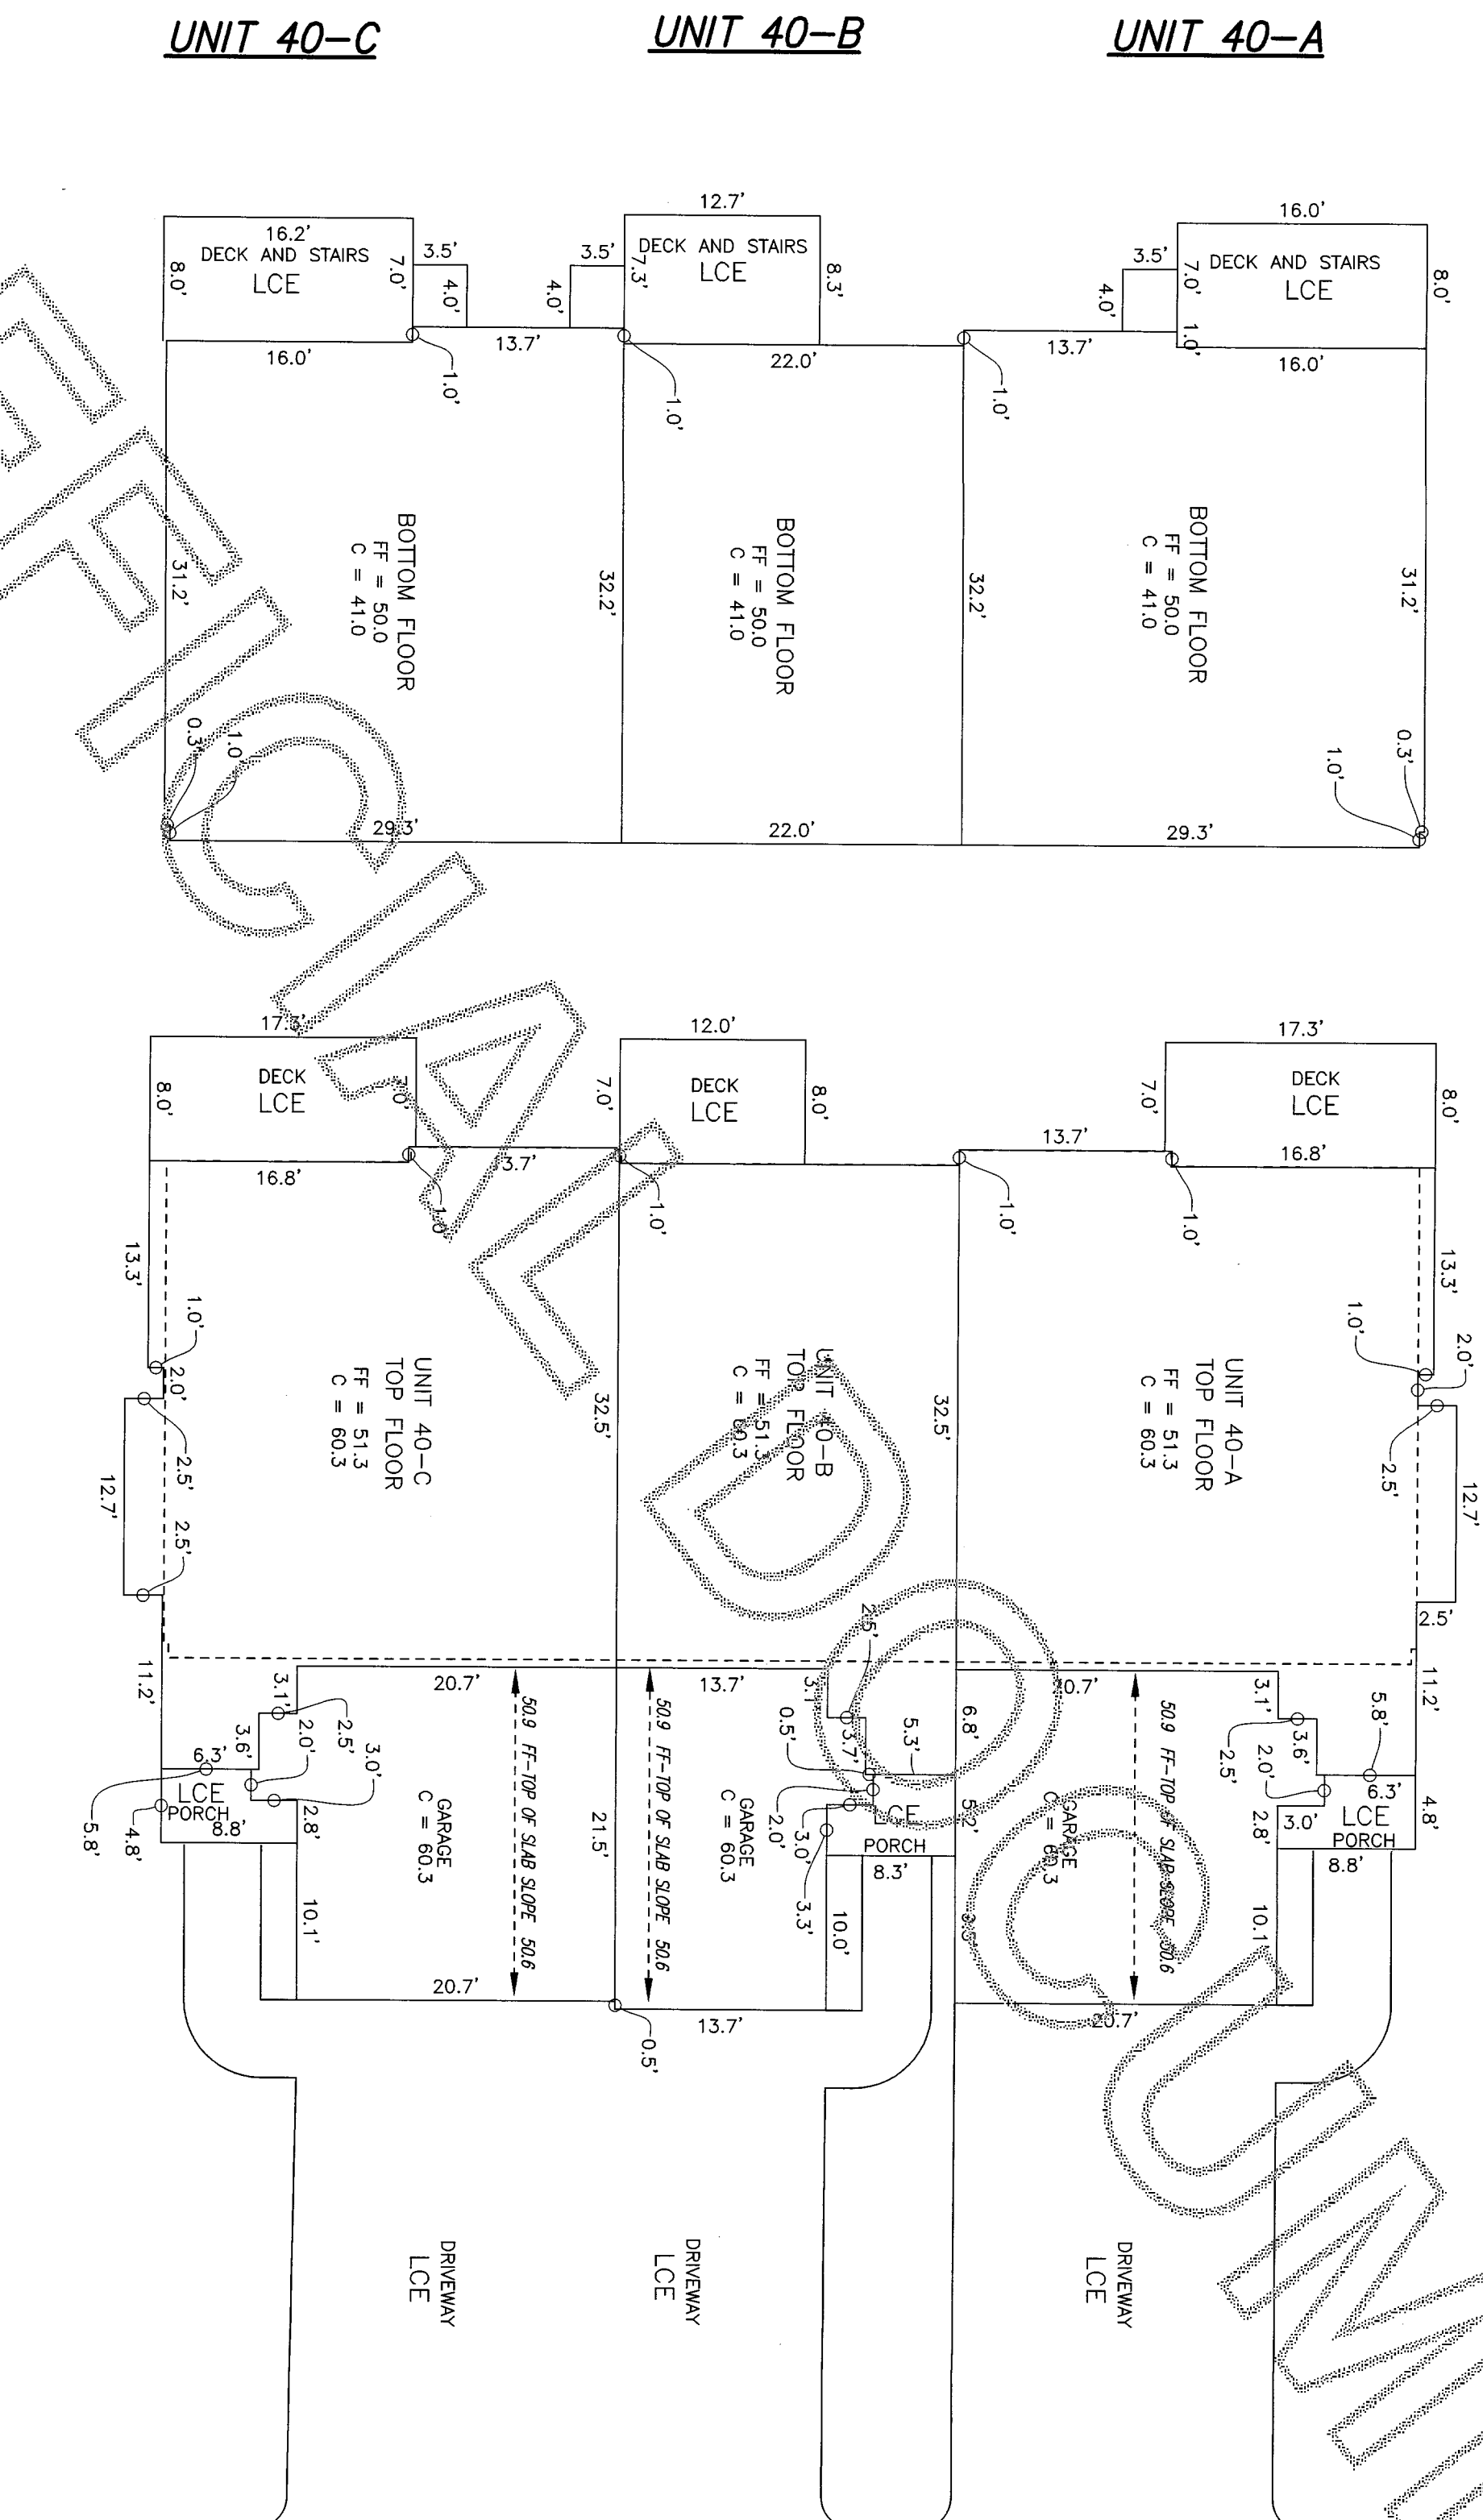 UNIT 40-C
UNIT 40-B
UNIT 40-A
16.2'
DECK AND STAIRS
LCE
8.0'
7.0'
3.5'
4.0'
16.0'
13.7'
1.0'
12.7'
3.5'
4.0'
7.3'
DECK AND STAIRS
LCE
8.3'
22.0'
1.0'
16.0'
3.5'
4.0'
7.0'
1.0'
DECK AND STAIRS
LCE
8.0'
13.7'
16.0'
1.0'
BOTTOM FLOOR
FF = 50.0
C = 41.0
31.2'
32.2'
0.3'
1.0'
29.3'
BOTTOM FLOOR
FF = 50.0
C = 41.0
32.2'
22.0'
BOTTOM FLOOR
FF = 50.0
C = 41.0
31.2'
0.3'
1.0'
29.3'
17.3'
DECK
LCE
8.0'
7.0'
16.8'
13.7'
1.0'
12.0'
7.0'
DECK
LCE
8.0'
1.0'
17.3'
7.0'
DECK
LCE
8.0'
13.7'
16.8'
1.0'
1.0'
13.3'
1.0'
2.0'
2.5'
12.7'
2.5'
11.2'
UNIT 40-C
TOP FLOOR
FF = 51.3
C = 60.3
32.5'
UNIT 40-B
TOP FLOOR
FF = 51.3
C = 60.3
32.5'
UNIT 40-A
TOP FLOOR
FF = 51.3
C = 60.3
13.3'
1.0'
2.0'
2.5'
12.7'
2.5'
11.2'
3.1'
20.7'
2.5'
2.0'
3.6'
3.0'
6.3'
LCE
PORCH
8.8'
2.8'
5.8'
4.8'
10.1'
50.9 FF-TOP OF SLAB SLOPE 50.6
GARAGE
C = 60.3
20.7'
21.5'
50.9 FF-TOP OF SLAB SLOPE 50.6
13.7'
3.1'
2.5'
3.7'
0.5'
5.3'
6.8'
2.0'
3.0'
3.3'
LCE
PORCH
5.2'
8.3'
10.0'
GARAGE
C = 60.3
13.7'
0.5'
20.7'
50.9 FF-TOP OF SLAB SLOPE 50.6
GARAGE
C = 60.3
3.1'
2.5'
3.6'
5.8'
2.0'
6.3'
3.0'
2.8'
LCE
PORCH
4.8'
8.8'
10.1'
20.7'
DRIVEWAY
LCE
DRIVEWAY
LCE
DRIVEWAY
LCE